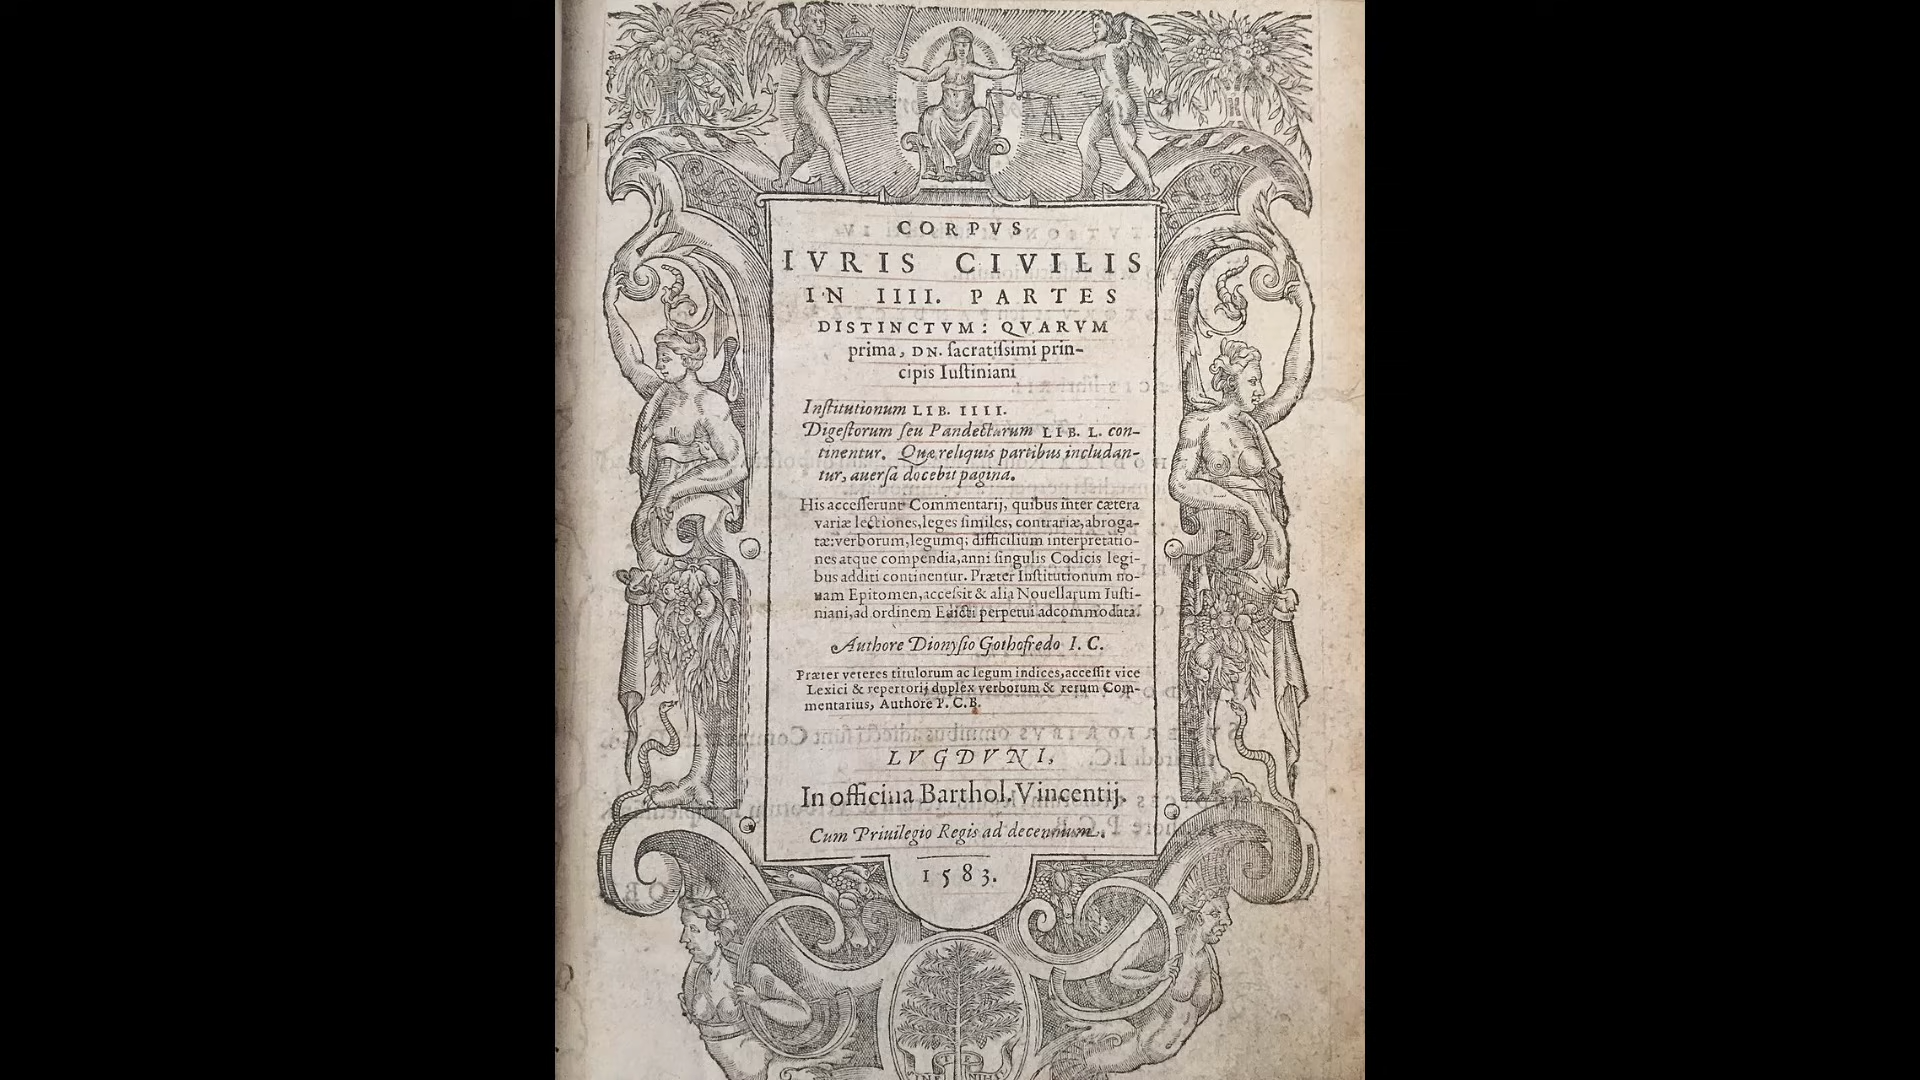 CORPVS
IVRIS CIVILIS
IN IIII. PARTES
DISTINCTVM: QVARVM
prima, DN. ſacratiſsimi prin-
cipis Iuſtiniani
Inſtitutionum LIB. IIII.
Digeſtorum ſeu Pandectarum LIB. L. con-
tinentur. Quæ reliquis partibus includan-
tur, auerſa docebit pagina.
His acceſſerunt Commentarij, quibus inter cætera
variæ lectiones, leges ſimiles, contrariæ, abroga-
tæ: verborum, legumq; difficilium interpretatio-
nes atque compendia, anni ſingulis Codicis legi-
bus additi continentur. Præter Inſtitutionum no-
uam Epitomen, acceſsit & alia Nouellarum Iuſti-
niani, ad ordinem Edicti perpetui adcommodata.
Authore Dionyſio Gothofredo I. C.
Præter veteres titulorum ac legum indices, acceſſit vice
Lexici & repertorij duplex verborum & rerum Com-
mentarius, Authore P. C. B.
LVGDVNI,
In officina Barthol. Vincentij.
Cum Priuilegio Regis ad decennium.
1583.